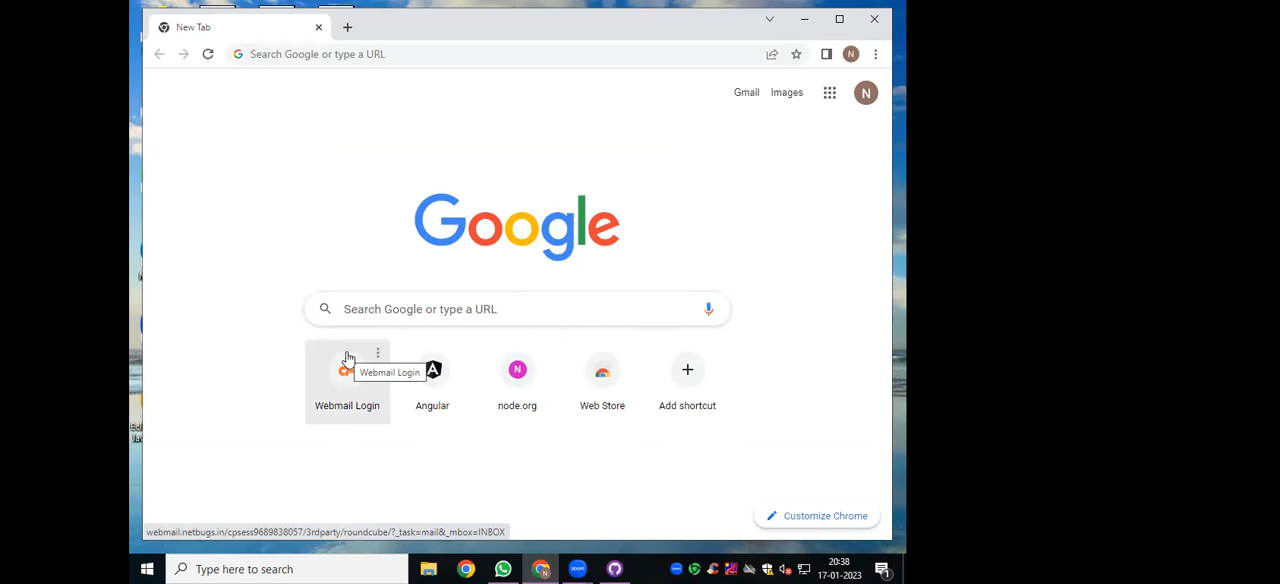 New Tab
Search Google or type a URL
N
Gmail Images
N
Google
Search Google or type a URL
Webmail Login
N
Webmail Login Angular node.org Web Store Add shortcut
Customize Chrome
webmail.netbugs.in/cpsess9689838057/3rdparty/roundcube/?_task=mail&_mbox=INBOX
Type here to search
zoom
20:38
17-01-2023
1